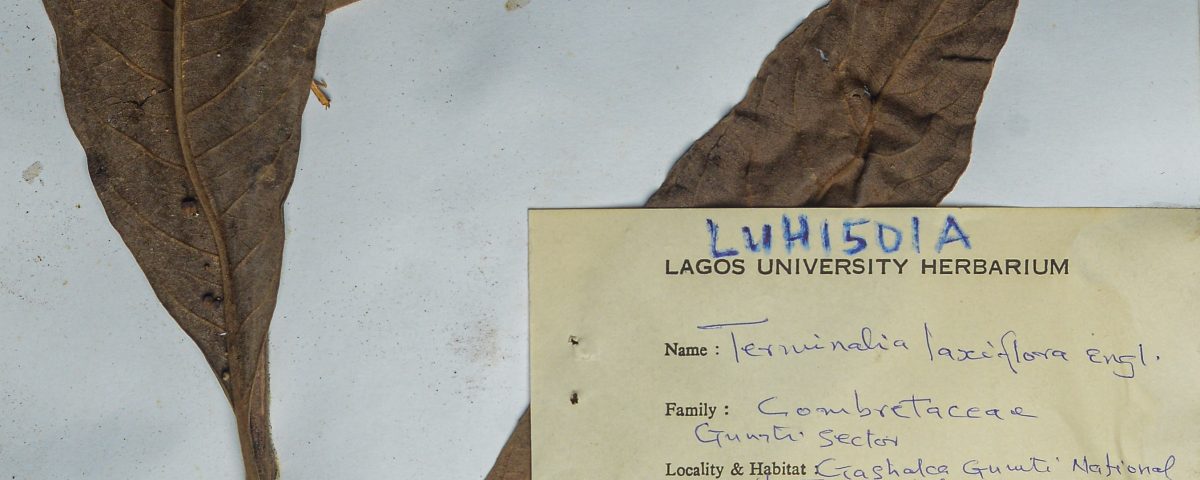 LUH1501A
LAGOS UNIVERSITY HERBARIUM
Name : Terminalia laxiflora Engl.
Family : Combretaceae
Gumti Sector
Locality & Habitat : Gashaka Gumti National